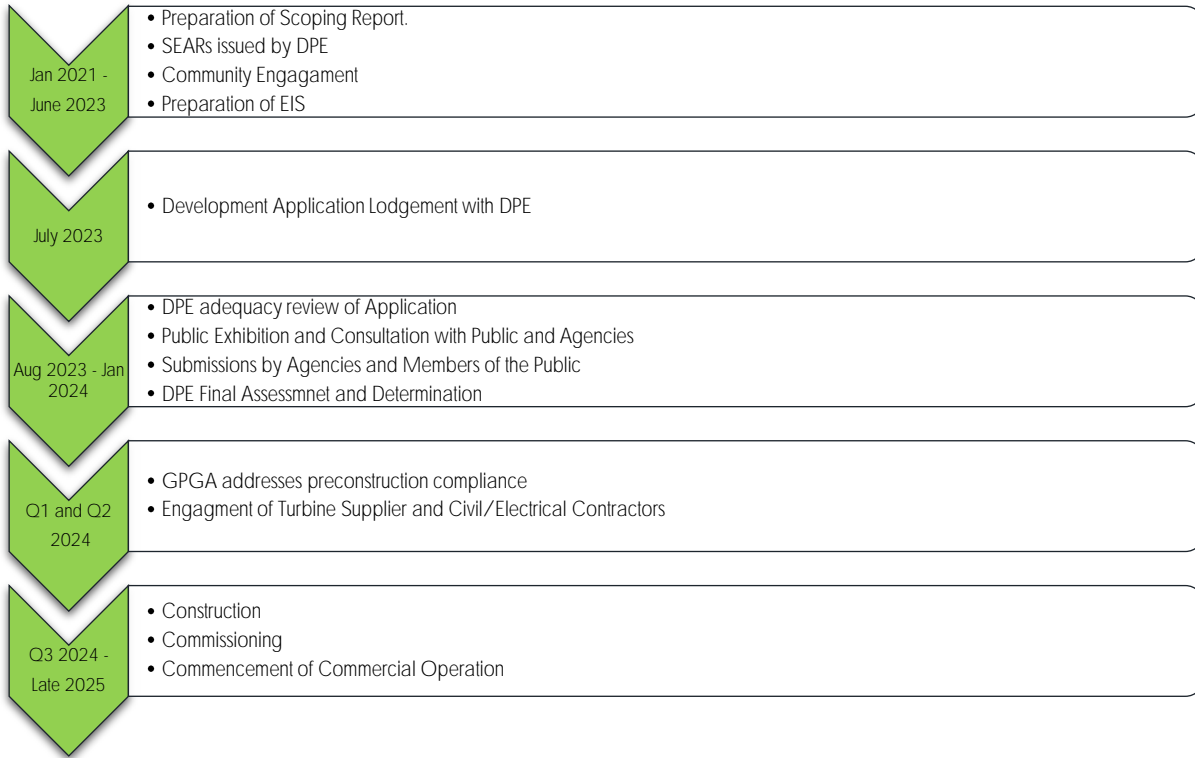 Jan 2021 -
June 2023
• Preparation of Scoping Report.
• SEARs issued by DPE
• Community Engagament
• Preparation of EIS
July 2023
• Development Application Lodgement with DPE
Aug 2023 - Jan
2024
• DPE adequacy review of Application
• Public Exhibition and Consultation with Public and Agencies
• Submissions by Agencies and Members of the Public
• DPE Final Assessmnet and Determination
Q1 and Q2
2024
• GPGA addresses preconstruction compliance
• Engagment of Turbine Supplier and Civil/Electrical Contractors
Q3 2024 -
Late 2025
• Construction
• Commissioning
• Commencement of Commercial Operation